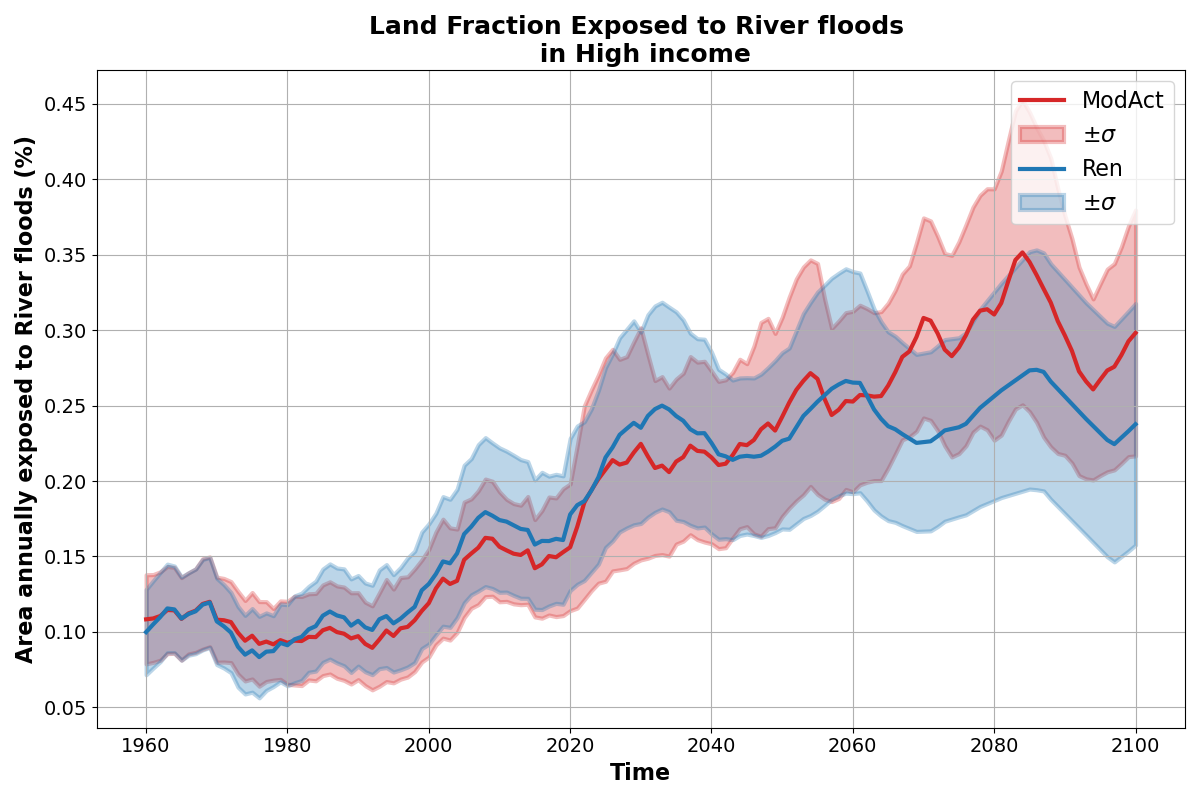 Land Fraction Exposed to River floods
in High income
Area annually exposed to River floods (%)
0.45
0.40
0.35
0.30
0.25
0.20
0.15
0.10
0.05
ModAct
±σ
Ren
±σ
1960 1980 2000 2020 2040 2060 2080 2100
Time